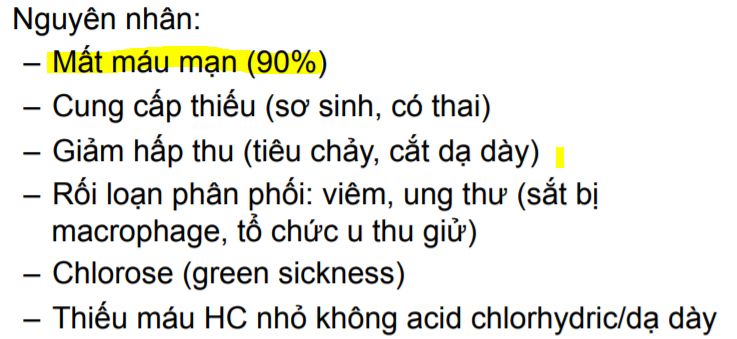 Nguyên nhân:
– Mất máu mạn (90%)
– Cung cấp thiếu (sơ sinh, có thai)
– Giảm hấp thu (tiêu chảy, cắt dạ dày)
– Rối loạn phân phối: viêm, ung thư (sắt bị
macrophage, tổ chức u thu giử)
– Chlorose (green sickness)
– Thiếu máu HC nhỏ không acid chlorhydric/dạ dày